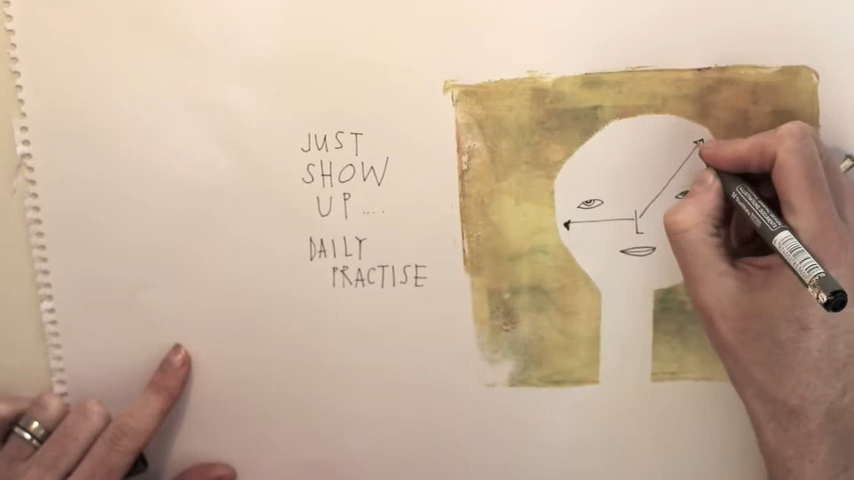 JUST
SHOW
UP....
DAILY
PRACTISE